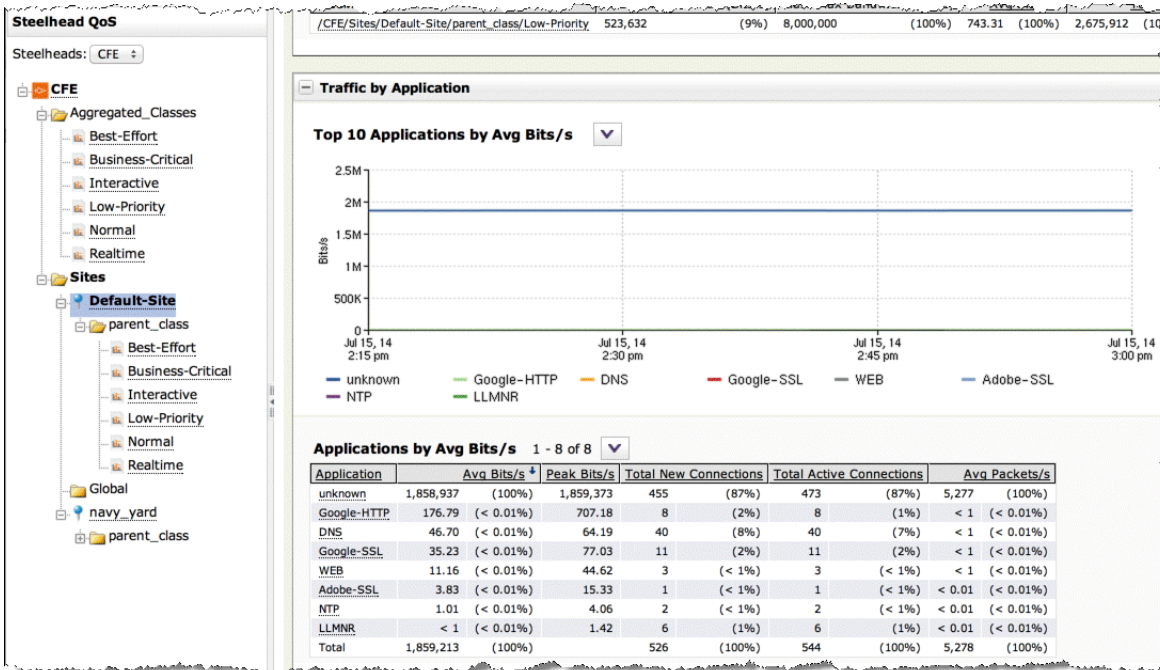 Steelhead QoS
Steelheads: CFE
CFE
Aggregated_Classes
Best-Effort
Business-Critical
Interactive
Low-Priority
Normal
Realtime
Sites
Default-Site
parent_class
Best-Effort
Business-Critical
Interactive
Low-Priority
Normal
Realtime
Global
navy_yard
parent_class
/CFE/Sites/Default-Site/parent_class/Low-Priority 523,632 (9%) 8,000,000 (100%) 743.31 (100%) 2,675,912
Traffic by Application
Top 10 Applications by Avg Bits/s
2.5M
2M
1.5M
1M
500K
0
Bits/s
Jul 15, 14 Jul 15, 14 Jul 15, 14 Jul 15, 14
2:15 pm 2:30 pm 2:45 pm 3:00 pm
unknown Google-HTTP DNS Google-SSL WEB Adobe-SSL
NTP LLMNR
Applications by Avg Bits/s 1 - 8 of 8
Application Avg Bits/s Peak Bits/s Total New Connections Total Active Connections Avg Packets/s
unknown 1,858,937 (100%) 1,859,373 455 (87%) 473 (87%) 5,277 (100%)
Google-HTTP 176.79 (< 0.01%) 707.18 8 (2%) 8 (1%) < 1 (< 0.01%)
DNS 46.70 (< 0.01%) 64.19 40 (8%) 40 (7%) < 1 (< 0.01%)
Google-SSL 35.23 (< 0.01%) 77.03 11 (2%) 11 (2%) < 1 (< 0.01%)
WEB 11.16 (< 0.01%) 44.62 3 (< 1%) 3 (< 1%) < 1 (< 0.01%)
Adobe-SSL 3.83 (< 0.01%) 15.33 1 (< 1%) 1 (< 1%) < 0.01 (< 0.01%)
NTP 1.01 (< 0.01%) 4.06 2 (< 1%) 2 (< 1%) < 0.01 (< 0.01%)
LLMNR < 1 (< 0.01%) 1.42 6 (1%) 6 (1%) < 0.01 (< 0.01%)
Total 1,859,213 (100%) 526 (100%) 544 (100%) 5,278 (100%)